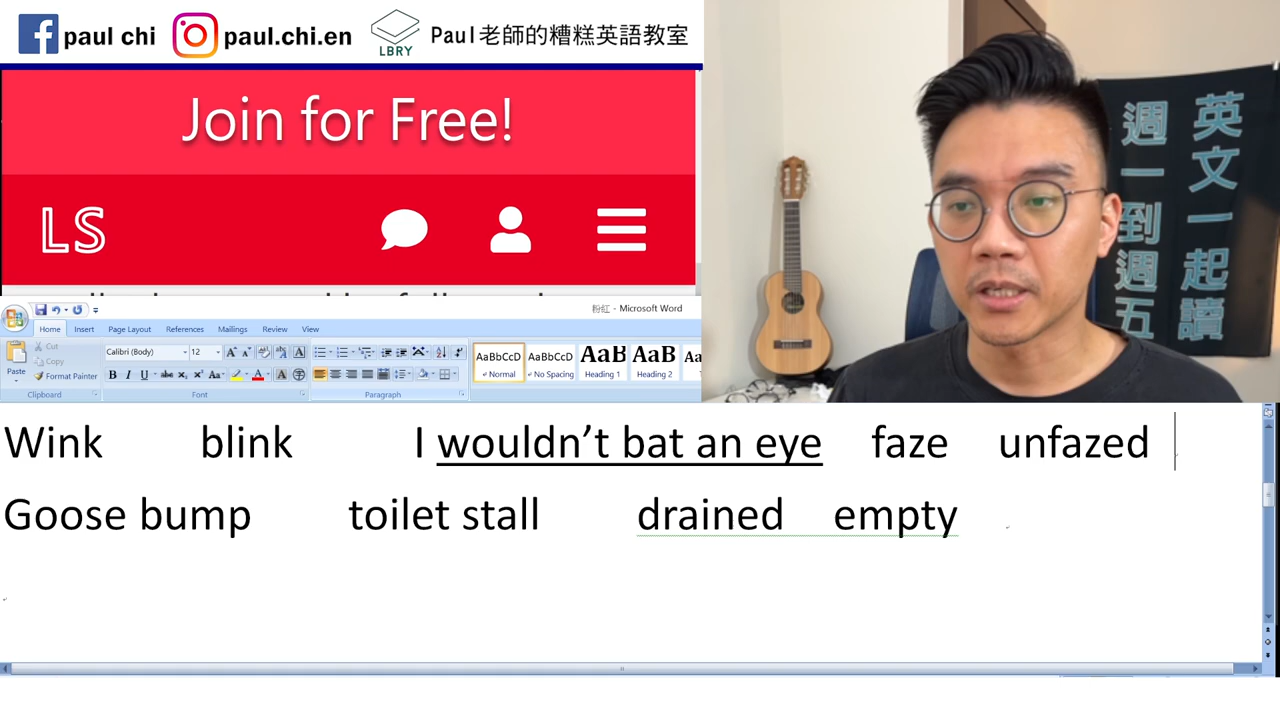 paul chi paul.chi.en LBRY Paul老師的糟糕英語教室
Join for Free!
LS
粉紅 - Microsoft Word
Home Insert Page Layout References Mailings Review View
Paste Cut Copy Format Painter
Calibri (Body) 12
AaBbCcD AaBbCcD AaB AaB Aa
Normal No Spacing Heading 1 Heading 2
Clipboard Font Paragraph
Wink blink I wouldn't bat an eye faze unfazed
Goose bump toilet stall drained empty
英文一起讀
週一到週五